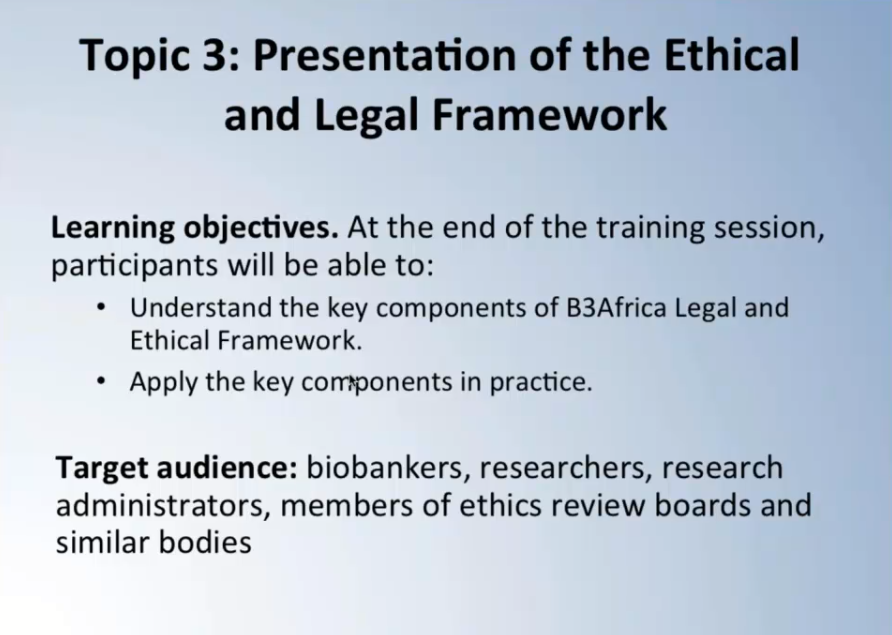 Topic 3: Presentation of the Ethical
and Legal Framework
Learning objectives. At the end of the training session,
participants will be able to:
• Understand the key components of B3Africa Legal and
Ethical Framework.
• Apply the key components in practice.
Target audience: biobankers, researchers, research
administrators, members of ethics review boards and
similar bodies